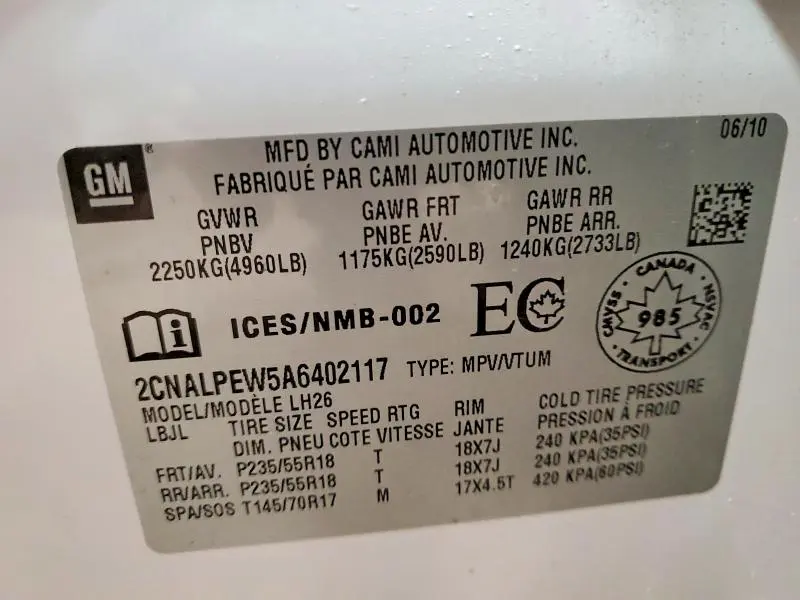 06/10
GM®
MFD BY CAMI AUTOMOTIVE INC.
FABRIQUÉ PAR CAMI AUTOMOTIVE INC.
GVWR GAWR FRT GAWR RR
PNBV PNBE AV. PNBE ARR.
2250KG(4960LB) 1175KG(2590LB) 1240KG(2733LB)
i ICES/NMB-002 EC
CANADA
CMVSS 985 NSVAC
TRANSPORT
2CNALPEW5A6402117 TYPE: MPV/VTUM
MODEL/MODÈLE LH26
LBJL TIRE SIZE SPEED RTG RIM COLD TIRE PRESSURE
DIM. PNEU COTE VITESSE JANTE PRESSION À FROID
FRT/AV. P235/55R18 T 18X7J 240 KPA(35PSI)
RR/ARR. P235/55R18 T 18X7J 240 KPA(35PSI)
SPA/SOS T145/70R17 M 17X4.5T 420 KPA(60PSI)